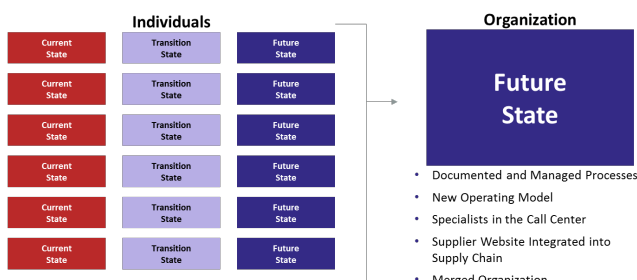 Individuals
Current Transition Future
State State State
Current Transition Future
State State State
Current Transition Future
State State State
Current Transition Future
State State State
Current Transition Future
State State State
Current Transition Future
State State State
Organization
Future
State
• Documented and Managed Processes
• New Operating Model
• Specialists in the Call Center
• Supplier Website Integrated into
Supply Chain
• Merged Organization